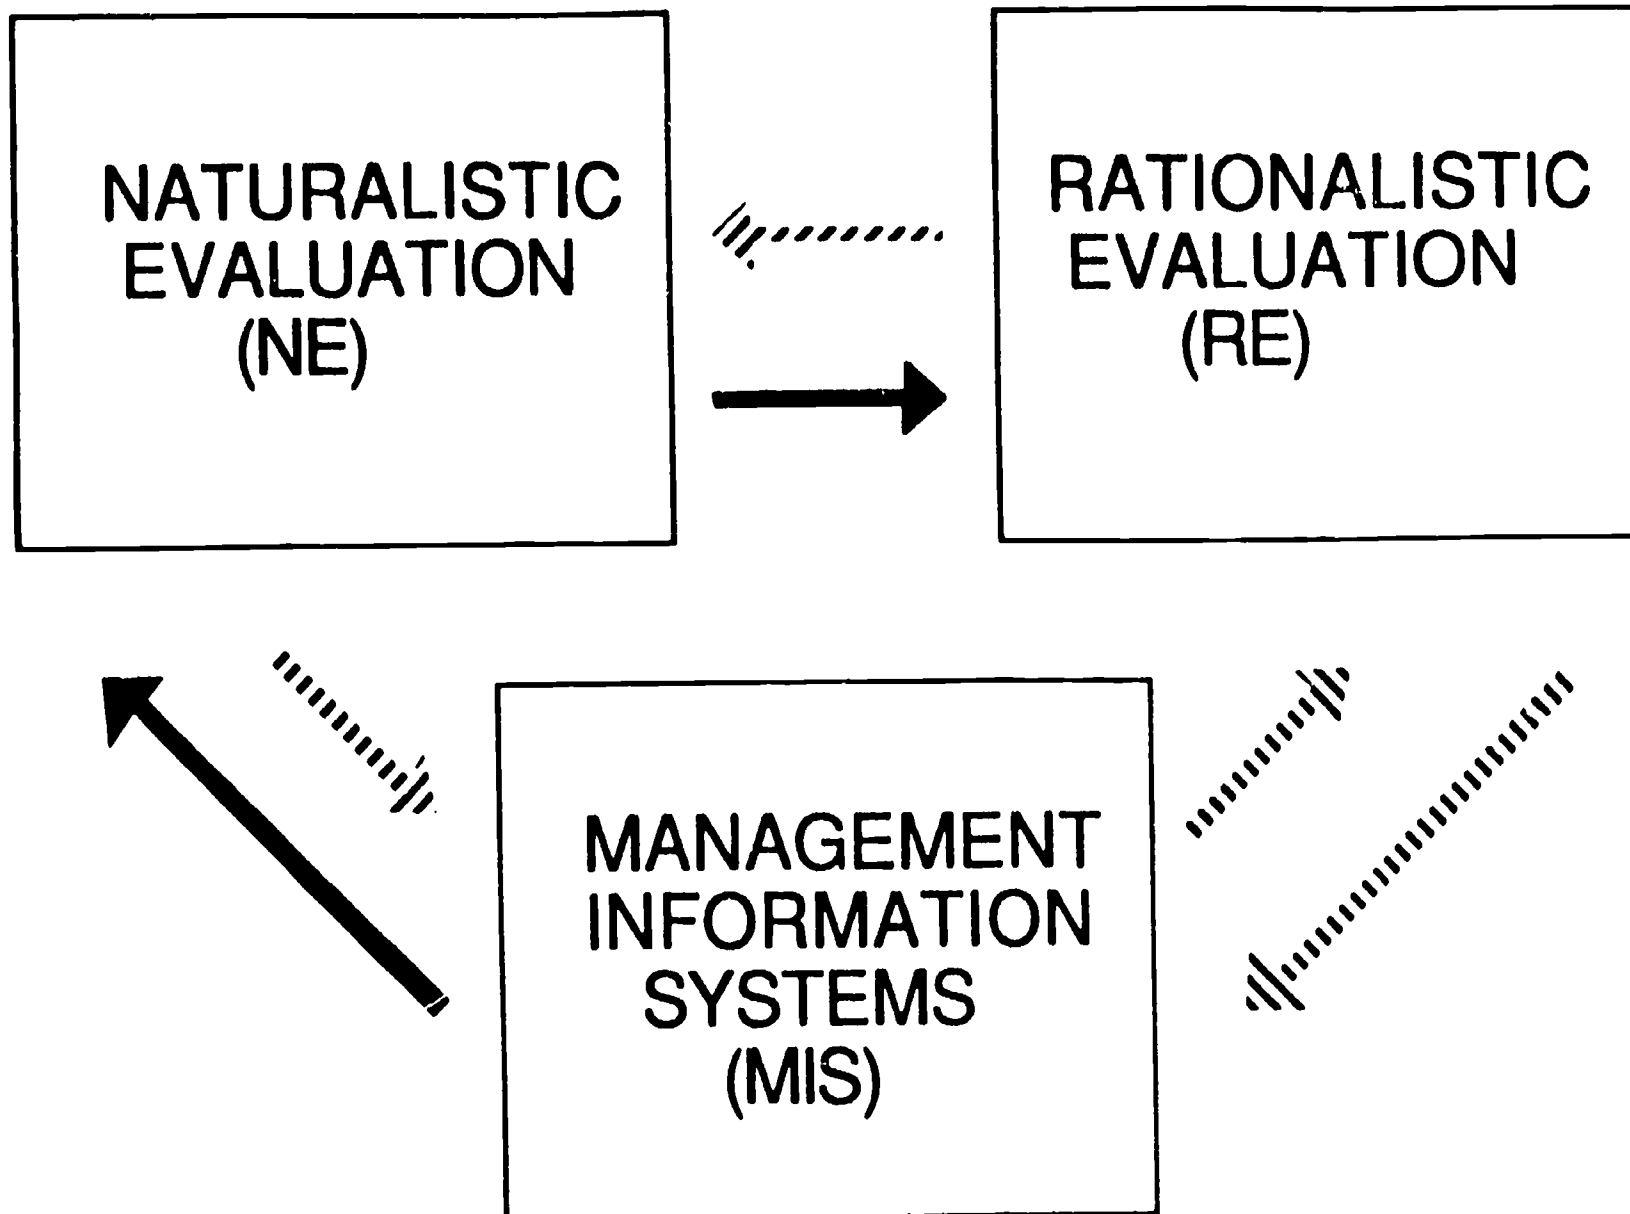 NATURALISTIC
EVALUATION
(NE)
RATIONALISTIC
EVALUATION
(RE)
MANAGEMENT
INFORMATION
SYSTEMS
(MIS)